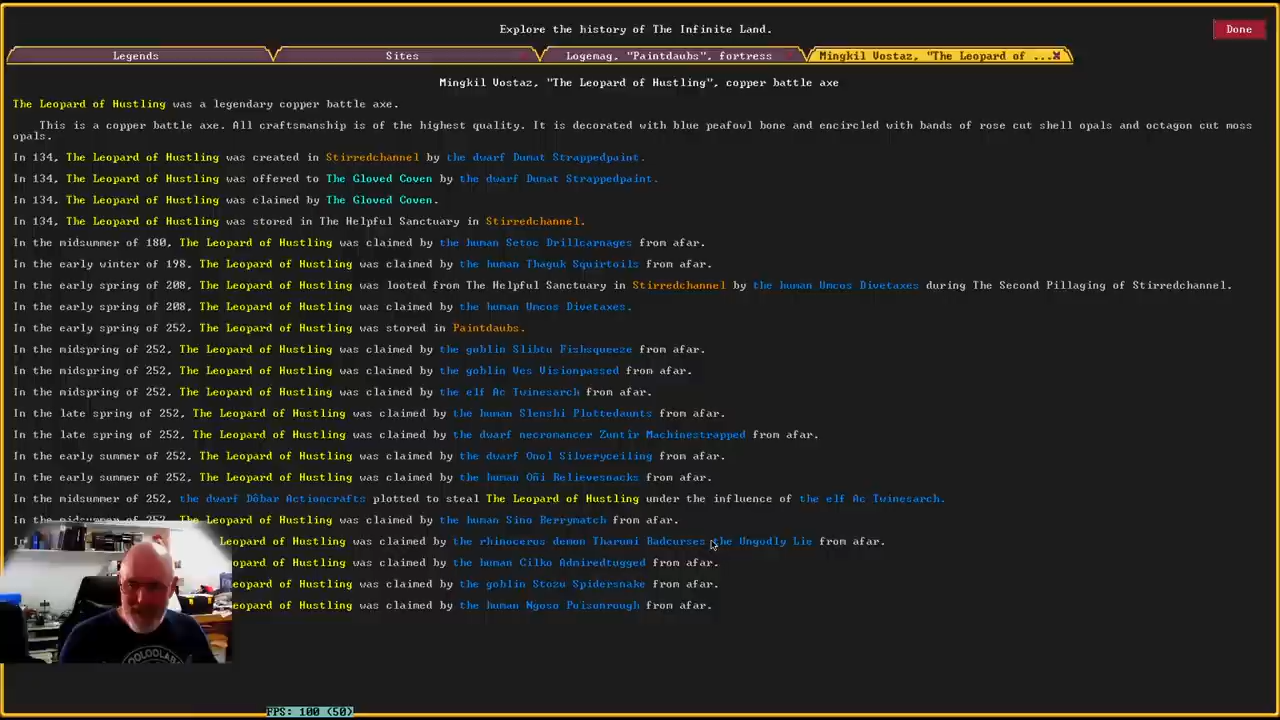 Explore the history of The Infinite Land.
Done
Legends
Sites
Logemag, "Paintdaubs", fortress
Mingkil Vostaz, "The Leopard of ...
Mingkil Vostaz, "The Leopard of Hustling", copper battle axe
The Leopard of Hustling was a legendary copper battle axe.
This is a copper battle axe. All craftsmanship is of the highest quality. It is decorated with blue peafowl bone and encircled with bands of rose cut shell opals and octagon cut moss
opals.
In 134, The Leopard of Hustling was created in Stirredchannel by the dwarf Dumat Strappedpaint.
In 134, The Leopard of Hustling was offered to The Gloved Coven by the dwarf Dumat Strappedpaint.
In 134, The Leopard of Hustling was claimed by The Gloved Coven.
In 134, The Leopard of Hustling was stored in The Helpful Sanctuary in Stirredchannel.
In the midsummer of 180, The Leopard of Hustling was claimed by the human Setoc Drillcarnages from afar.
In the early winter of 198, The Leopard of Hustling was claimed by the human Thaguk Squirtoils from afar.
In the early spring of 208, The Leopard of Hustling was looted from The Helpful Sanctuary in Stirredchannel by the human Umcos Divetaxes during The Second Pillaging of Stirredchannel.
In the early spring of 208, The Leopard of Hustling was claimed by the human Umcos Divetaxes.
In the early spring of 252, The Leopard of Hustling was stored in Paintdaubs.
In the midspring of 252, The Leopard of Hustling was claimed by the goblin Slibtu Fishsqueeze from afar.
In the midspring of 252, The Leopard of Hustling was claimed by the goblin Ves Visionpassed from afar.
In the midspring of 252, The Leopard of Hustling was claimed by the elf Ac Twinesarch from afar.
In the late spring of 252, The Leopard of Hustling was claimed by the human Slenshi Plottedaunts from afar.
In the late spring of 252, The Leopard of Hustling was claimed by the dwarf necromancer Zuntîr Machinestrapped from afar.
In the early summer of 252, The Leopard of Hustling was claimed by the dwarf Onol Silveryceiling from afar.
In the early summer of 252, The Leopard of Hustling was claimed by the human Oñi Relievesnacks from afar.
In the midsummer of 252, the dwarf Dôbar Actioncrafts plotted to steal The Leopard of Hustling under the influence of the elf Ac Twinesarch.
In the midsummer of 252, The Leopard of Hustling was claimed by the human Sino Berrymatch from afar.
In Leopard of Hustling was claimed by the rhinoceros demon Tharumi Badcurses the Ungodly Lie from afar.
Leopard of Hustling was claimed by the human Cilko Admiredtugged from afar.
Leopard of Hustling was claimed by the goblin Stozu Spidersnake from afar.
Leopard of Hustling was claimed by the human Ngoso Poisonrough from afar.
FPS: 100 (50)